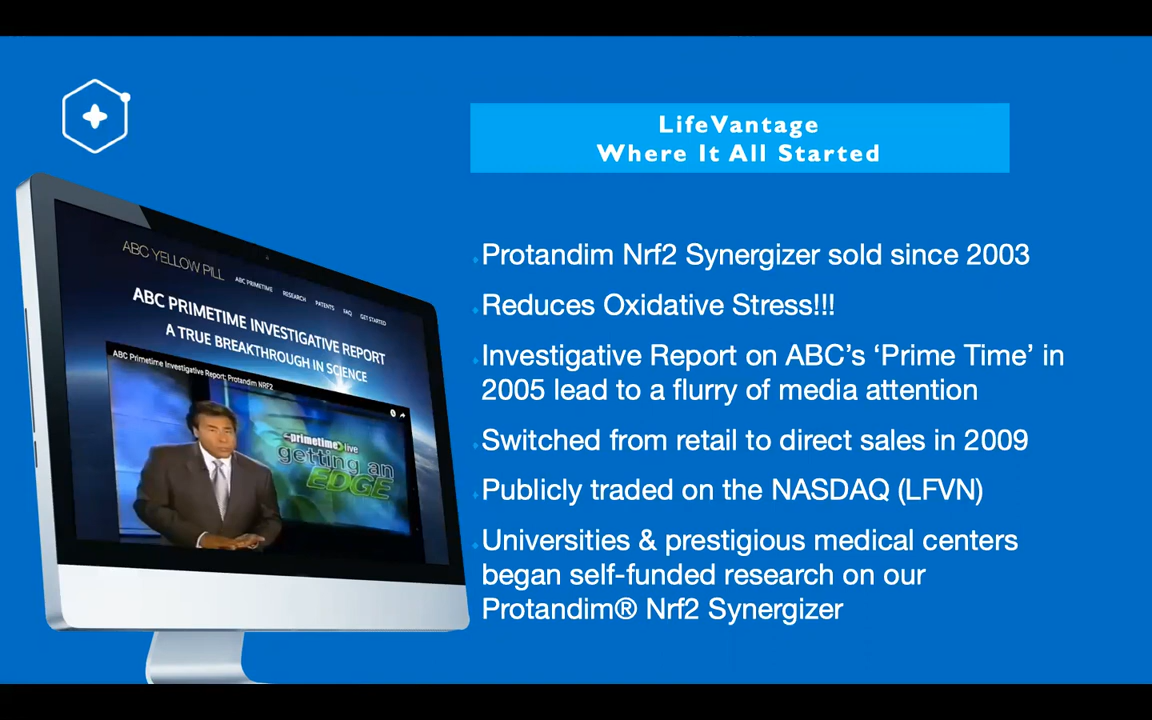 LifeVantage
Where It All Started
ABC YELLOW PILL
ABC PRIMETIME
RESEARCH
PATENTS
FAQ
GET STARTED
ABC PRIMETIME INVESTIGATIVE REPORT
A TRUE BREAKTHROUGH IN SCIENCE
ABC Primetime Investigative Report: Protandim NRF2
primetime live
getting an
EDGE
Protandim Nrf2 Synergizer sold since 2003
Reduces Oxidative Stress!!!
Investigative Report on ABC’s ‘Prime Time’ in
2005 lead to a flurry of media attention
Switched from retail to direct sales in 2009
Publicly traded on the NASDAQ (LFVN)
Universities & prestigious medical centers
began self-funded research on our
Protandim® Nrf2 Synergizer